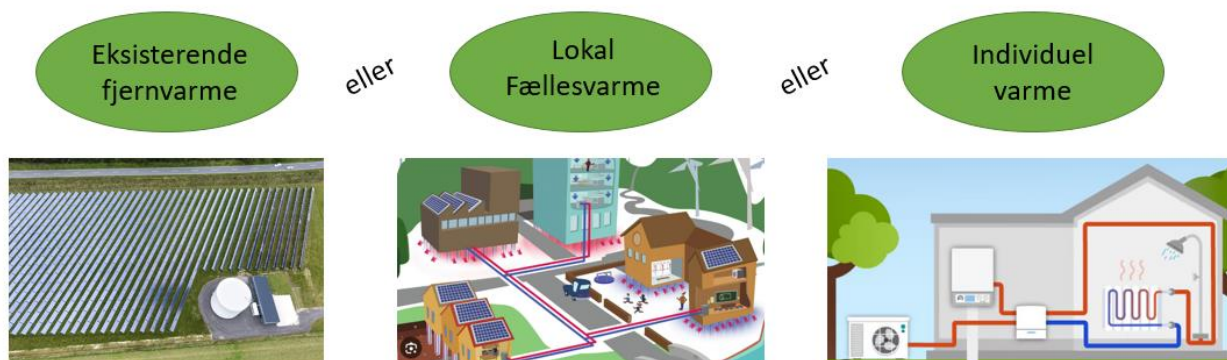 Eksisterende
fjernvarme
eller
Lokal
Fællesvarme
eller
Individuel
varme